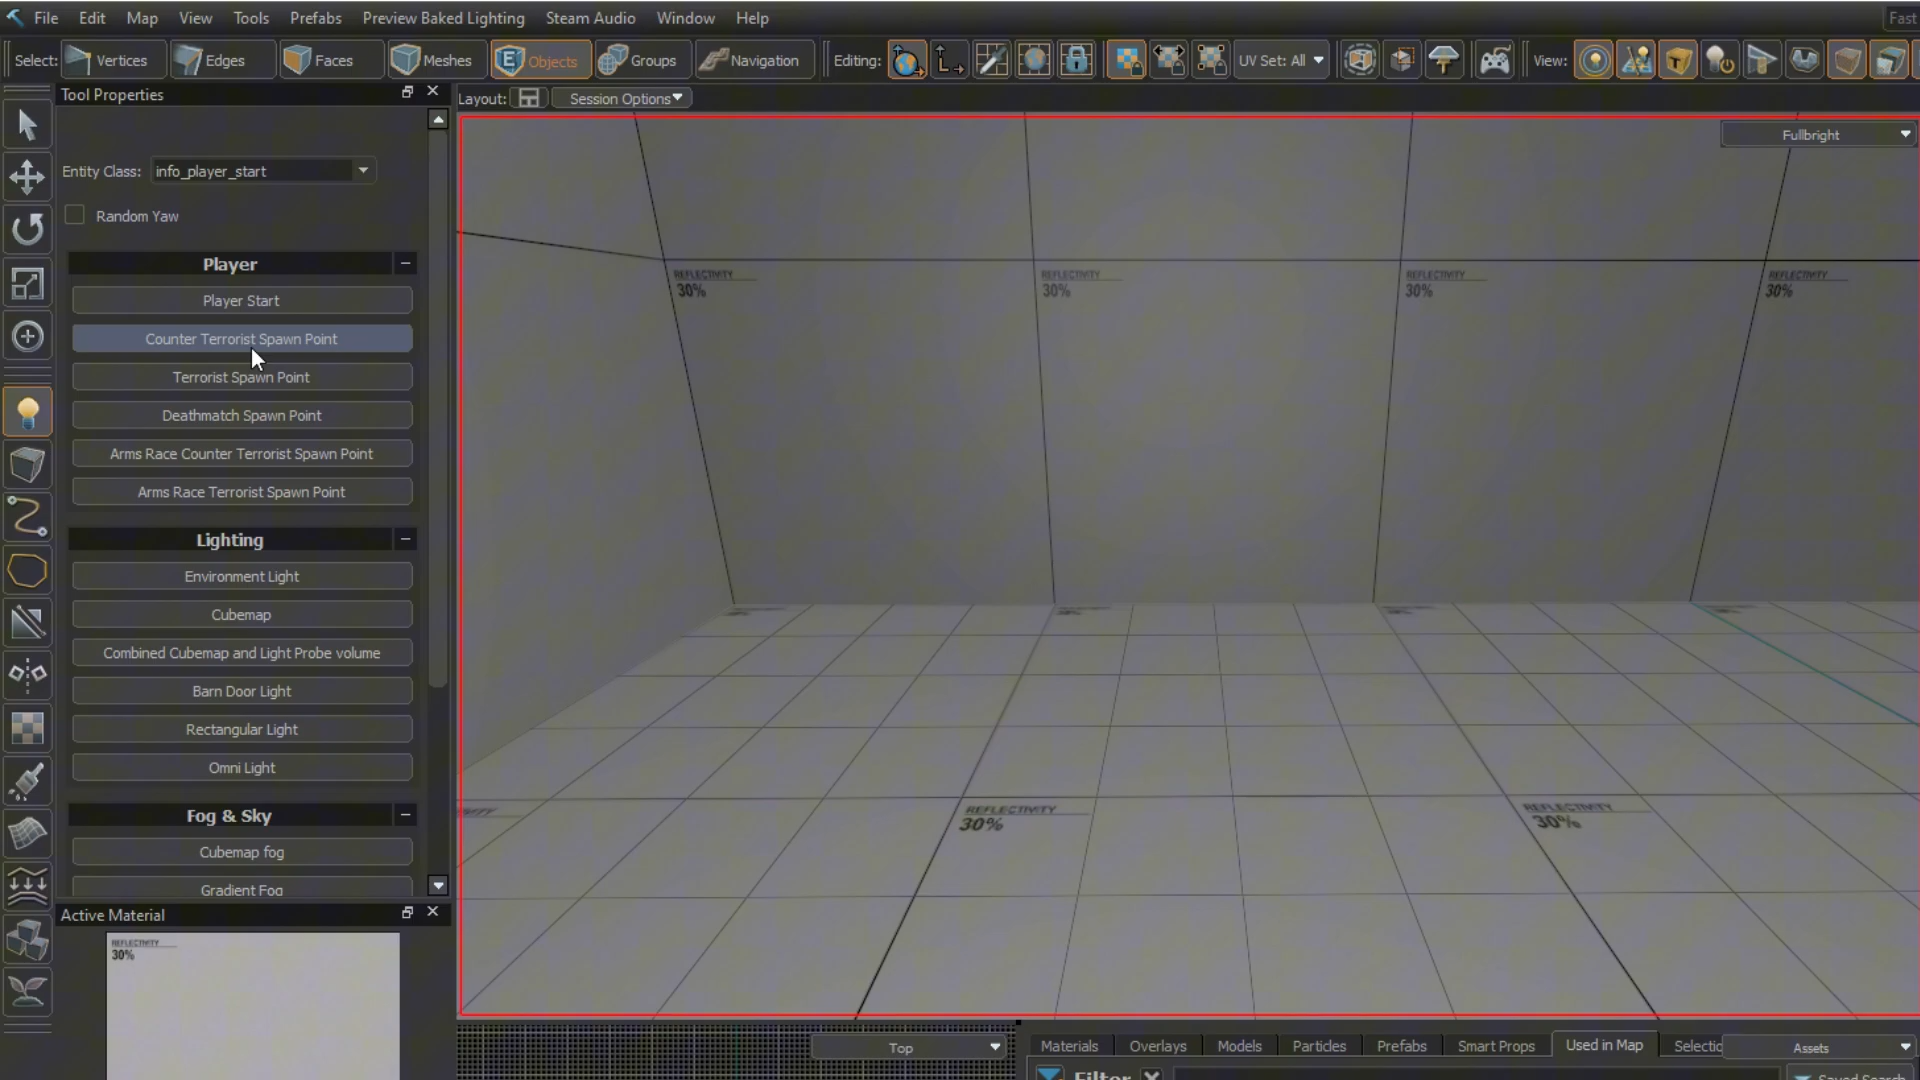 File Edit Map View Tools Prefabs Preview Baked Lighting Steam Audio Window Help Fast
Select: Vertices Edges Faces Meshes Objects Groups Navigation Editing: UV Set: All View:
Tool Properties
Layout: Session Options
Fullbright
Entity Class: info_player_start
Random Yaw
Player
Player Start
Counter Terrorist Spawn Point
Terrorist Spawn Point
Deathmatch Spawn Point
Arms Race Counter Terrorist Spawn Point
Arms Race Terrorist Spawn Point
Lighting
Environment Light
Cubemap
Combined Cubemap and Light Probe volume
Barn Door Light
Rectangular Light
Omni Light
Fog & Sky
Cubemap fog
Gradient Fog
Active Material
REFLECTIVITY
30%
REFLECTIVITY
30%
REFLECTIVITY
30%
REFLECTIVITY
30%
REFLECTIVITY
30%
REFLECTIVITY
30%
REFLECTIVITY
30%
Top
Materials Overlays Models Particles Prefabs Smart Props Used in Map Selectio Assets
Filter Saved Search